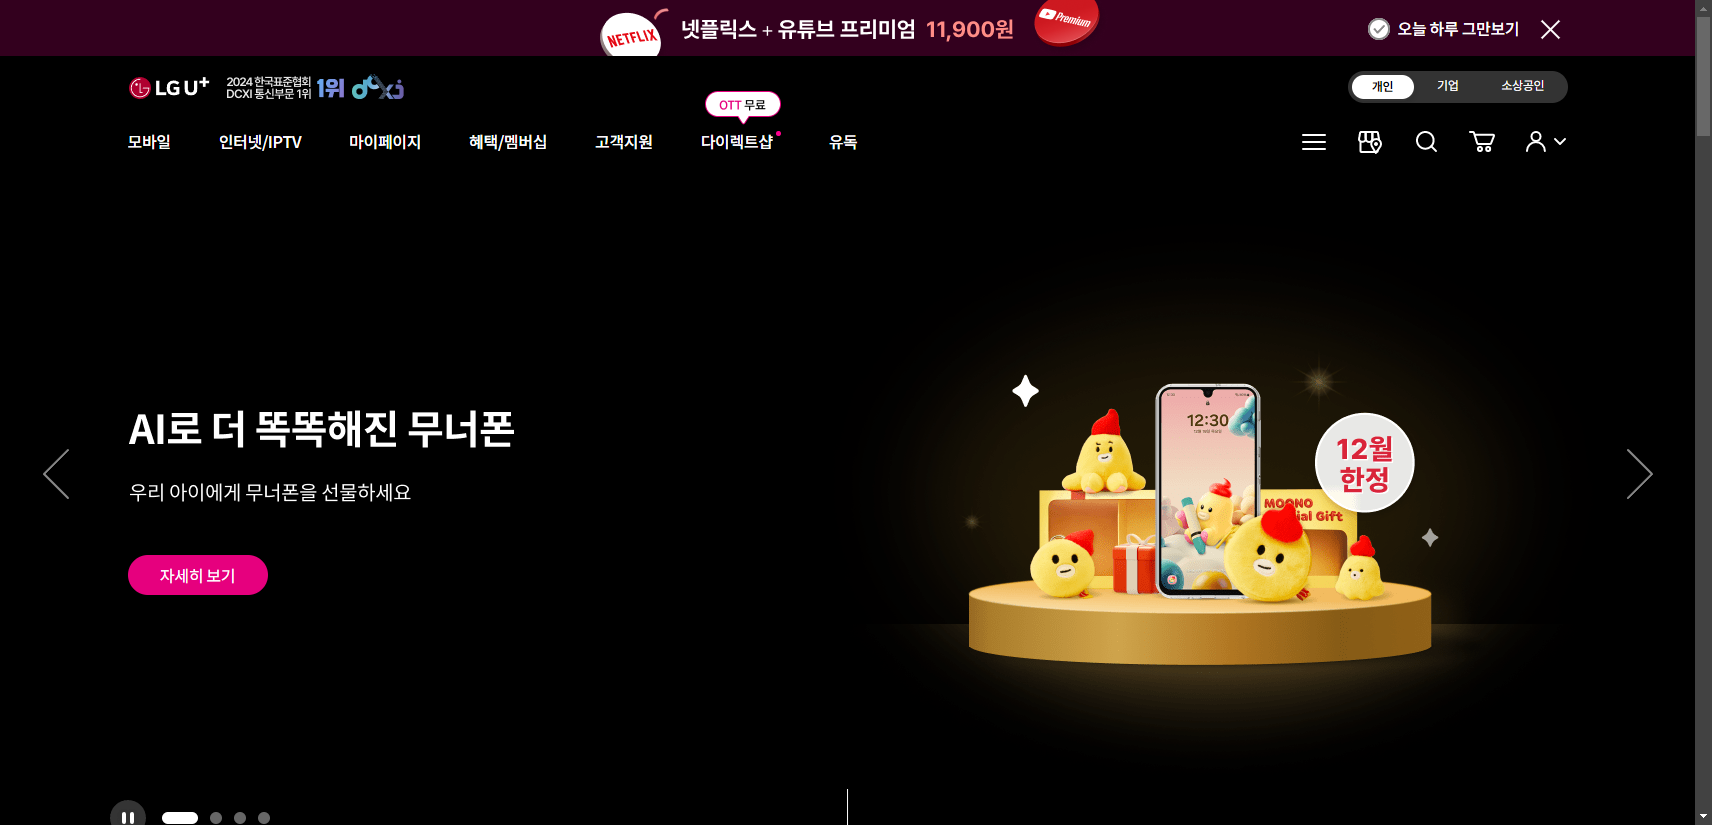 NETFLIX
넷플릭스 + 유튜브 프리미엄 11,900원
Premium
오늘 하루 그만보기
LG U+
2024 한국표준협회
DCXI 통신부문 1위
1위
dcxi
개인
기업
소상공인
OTT 무료
모바일
인터넷/IPTV
마이페이지
혜택/멤버십
고객지원
다이렉트샵
유독
AI로 더 똑똑해진 무너폰
우리 아이에게 무너폰을 선물하세요
자세히 보기
12:30
12월
한정